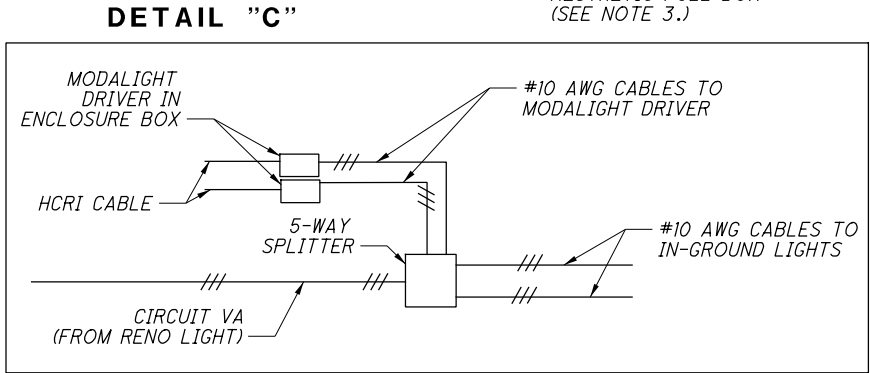 DETAIL "C"
(SEE NOTE 3.)
MODALIGHT
DRIVER IN
ENCLOSURE BOX
#10 AWG CABLES TO
MODALIGHT DRIVER
HCRI CABLE
5-WAY
SPLITTER
#10 AWG CABLES TO
IN-GROUND LIGHTS
CIRCUIT VA
(FROM RENO LIGHT)